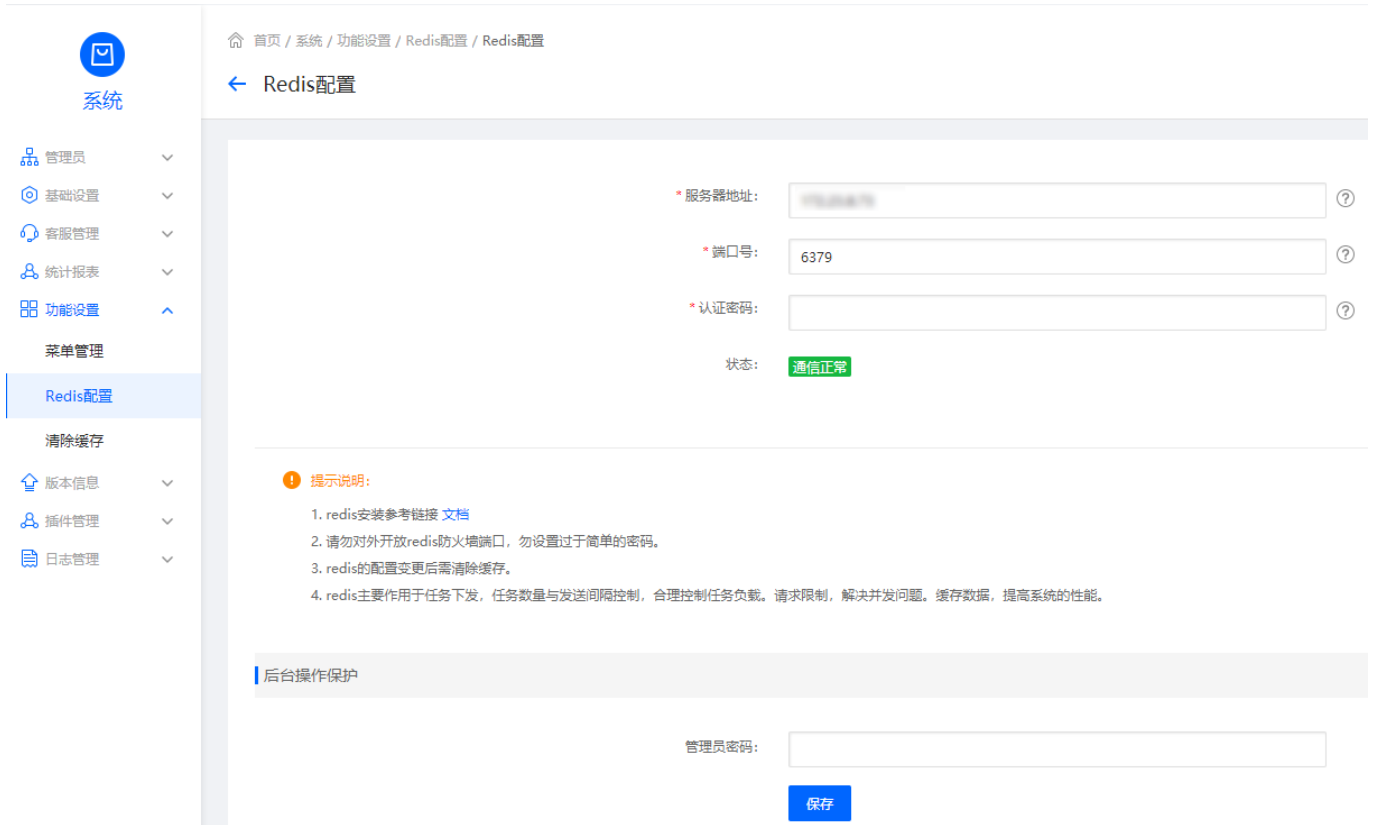 系统
管理员
基础设置
客服管理
统计报表
功能设置
菜单管理
Redis配置
清除缓存
版本信息
插件管理
日志管理
首页 / 系统 / 功能设置 / Redis配置 / Redis配置
Redis配置
*服务器地址:
*端口号:
6379
*认证密码:
状态:
通信正常
提示说明:
1. redis安装参考链接 文档
2. 请勿对外开放redis防火墙端口，勿设置过于简单的密码。
3. redis的配置变更后需清除缓存。
4. redis主要作用于任务下发，任务数量与发送间隔控制，合理控制任务负载。请求限制，解决并发问题。缓存数据，提高系统的性能。
后台操作保护
管理员密码:
保存